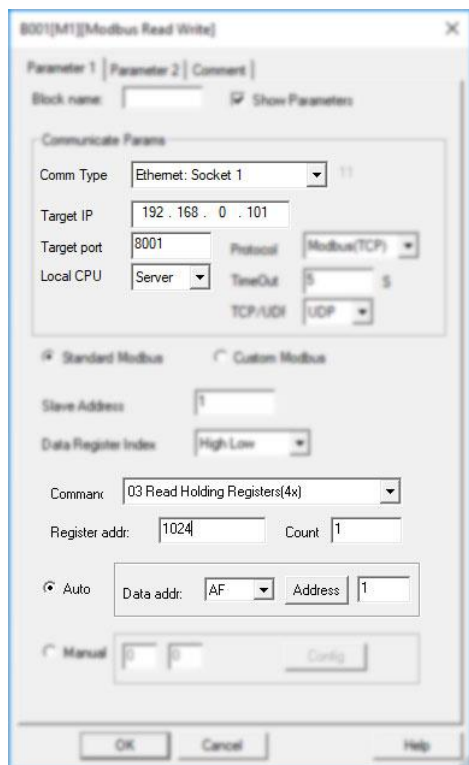 B001[M1][Modbus Read Write]
Parameter 1 Parameter 2 Comment
Block name: Show Parameters
Communicate Params
Comm Type Ethernet: Socket 1 11
Target IP 192 . 168 . 0 . 101
Target port 8001 Protocol Modbus(TCP)
Local CPU Server TimeOut 5 S
TCP/UDF UDP
Standard Modbus Custom Modbus
Slave Address 1
Data Register Index High Low
Comman 03 Read Holding Registers(4x)
Register addr: 1024 Count 1
Auto Data addr: AF Address 1
Manual 0 0 Config
OK Cancel Help